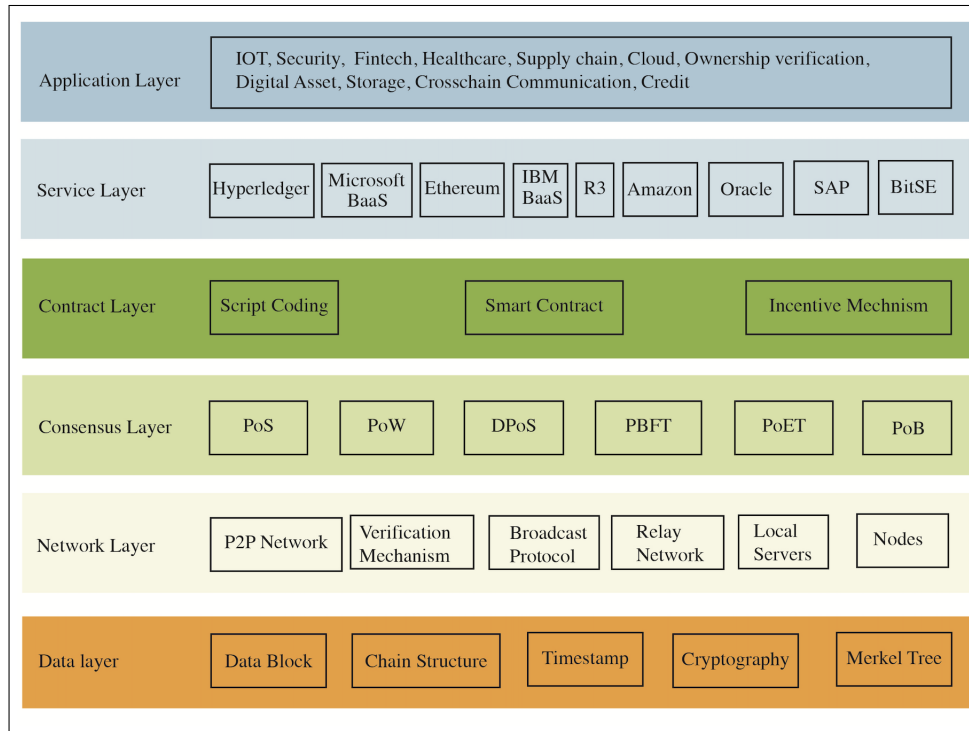 Application Layer
IOT, Security, Fintech, Healthcare, Supply chain, Cloud, Ownership verification,
Digital Asset, Storage, Crosschain Communication, Credit
Service Layer
Hyperledger
Microsoft
BaaS
Ethereum
IBM
BaaS
R3
Amazon
Oracle
SAP
BitSE
Contract Layer
Script Coding
Smart Contract
Incentive Mechnism
Consensus Layer
PoS
PoW
DPoS
PBFT
PoET
PoB
Network Layer
P2P Network
Verification
Mechanism
Broadcast
Protocol
Relay
Network
Local
Servers
Nodes
Data layer
Data Block
Chain Structure
Timestamp
Cryptography
Merkel Tree